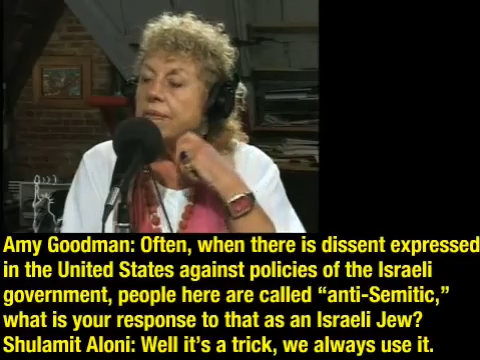 Amy Goodman: Often, when there is dissent expressed
in the United States against policies of the Israeli
government, people here are called “anti-Semitic,”
what is your response to that as an Israeli Jew?
Shulamit Aloni: Well it’s a trick, we always use it.